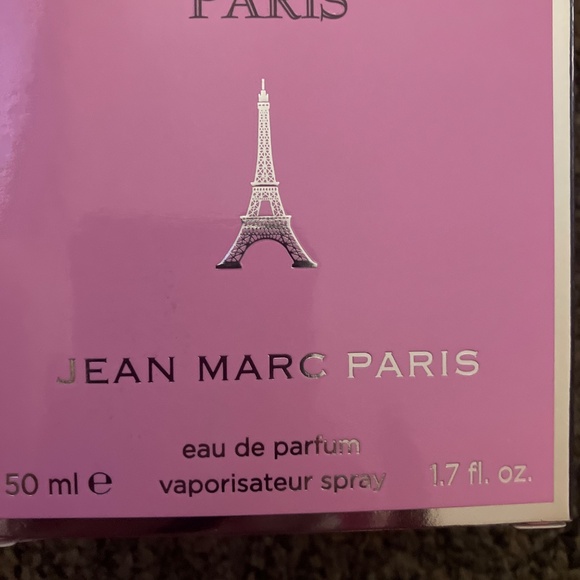 PARIS
JEAN MARC PARIS
eau de parfum
50 ml ℮ vaporisateur spray 1.7 fl. oz.